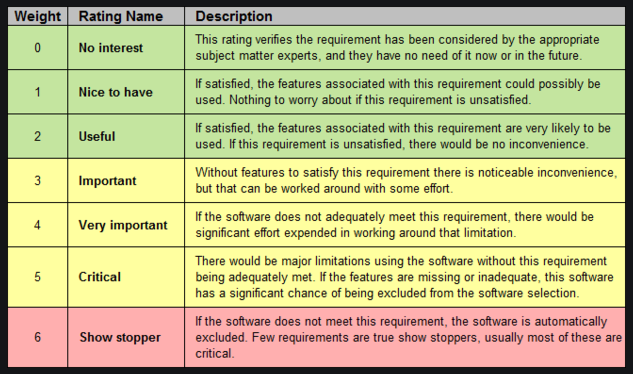 Weight Rating Name Description
0 No interest This rating verifies the requirement has been considered by the appropriate
subject matter experts, and they have no need of it now or in the future.
1 Nice to have If satisfied, the features associated with this requirement could possibly be
used. Nothing to worry about if this requirement is unsatisfied.
2 Useful If satisfied, the features associated with this requirement are very likely to be
used. If this requirement is unsatisfied, there would be no inconvenience.
3 Important Without features to satisfy this requirement there is noticeable inconvenience,
but that can be worked around with some effort.
4 Very important If the software does not adequately meet this requirement, there would be
significant effort expended in working around that limitation.
There would be major limitations using the software without this requirement
5 Critical being adequately met. If the features are missing or inadequate, this software
has a significant chance of being excluded from the software selection.
If the software does not meet this requirement, the software is automatically
6 Show stopper excluded. Few requirements are true show stoppers, usually most of these are
critical.